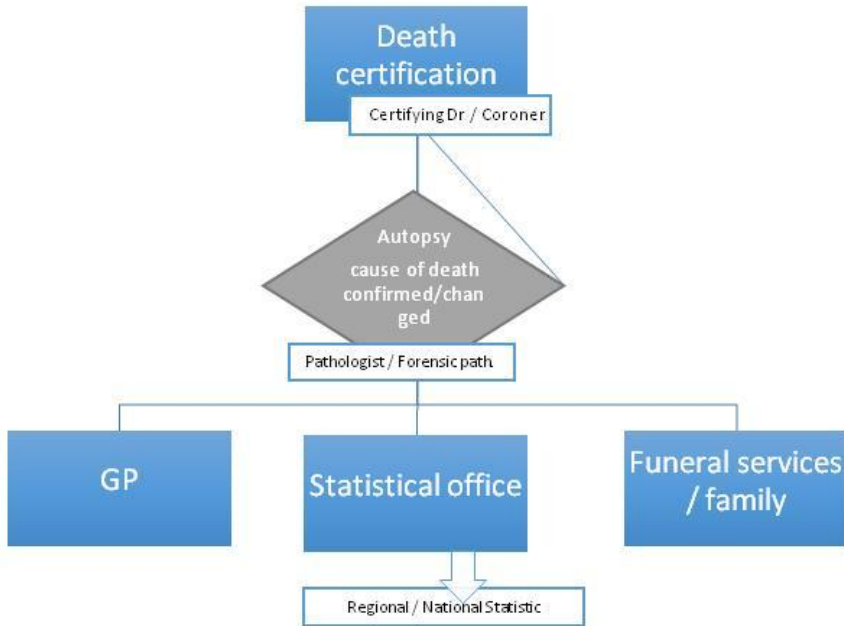 Death
certification
Certifying Dr / Coroner
Autopsy
cause of death
confirmed/chan
ged
Pathologist / Forensic path.
GP
Statistical office
Funeral services
/ family
Regional / National Statistic